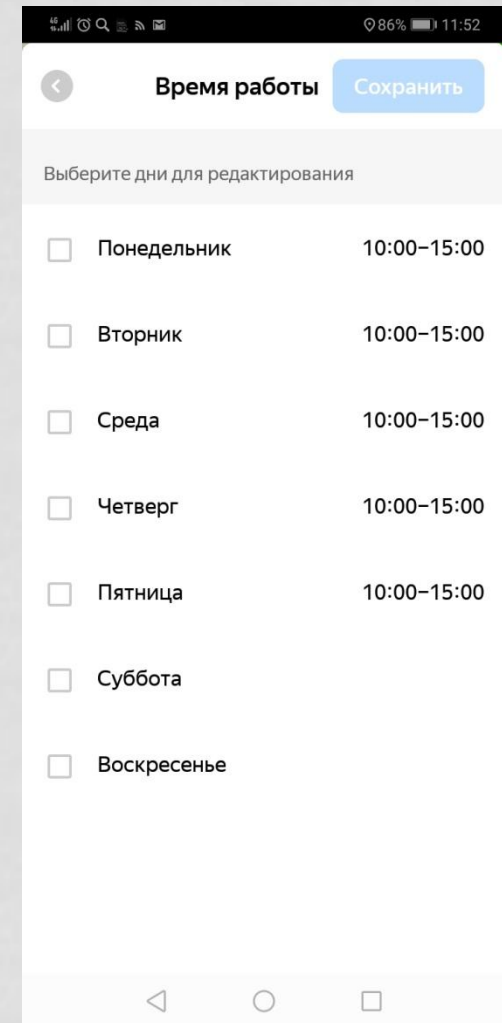 86% 11:52
Время работы Сохранить
Выберите дни для редактирования
Понедельник 10:00–15:00
Вторник 10:00–15:00
Среда 10:00–15:00
Четверг 10:00–15:00
Пятница 10:00–15:00
Суббота
Воскресенье